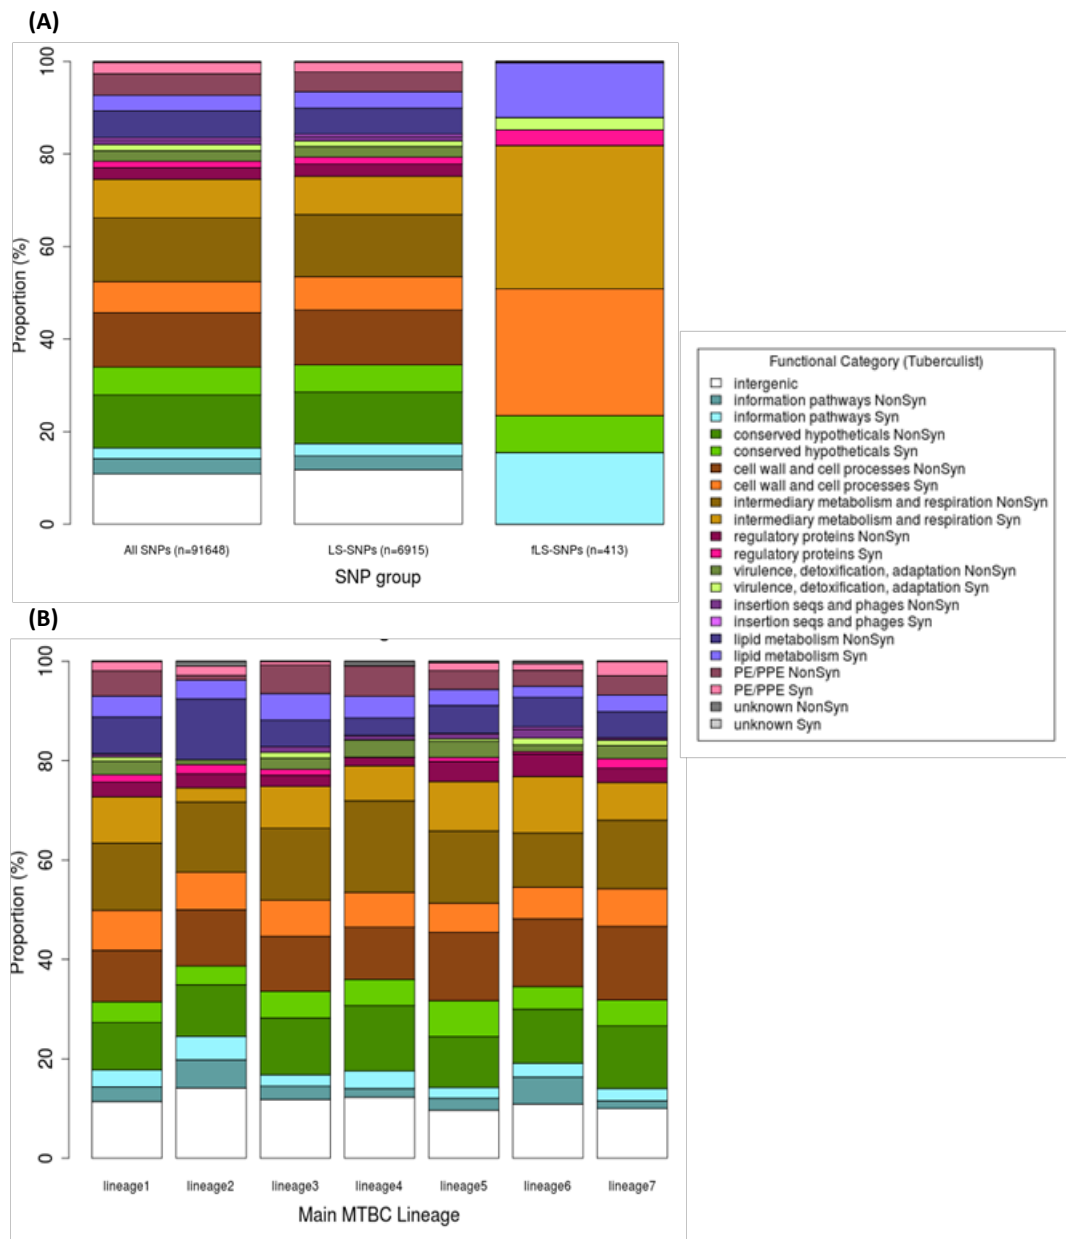 (A)
100
80
60
40
20
0
Proportion (%)
All SNPs (n=91648)
LS-SNPs (n=6915)
fLS-SNPs (n=413)
SNP group
Functional Category (Tuberculist)
intergenic
information pathways NonSyn
information pathways Syn
conserved hypotheticals NonSyn
conserved hypotheticals Syn
cell wall and cell processes NonSyn
cell wall and cell processes Syn
intermediary metabolism and respiration NonSyn
intermediary metabolism and respiration Syn
regulatory proteins NonSyn
regulatory proteins Syn
virulence, detoxification, adaptation NonSyn
virulence, detoxification, adaptation Syn
insertion seqs and phages NonSyn
insertion seqs and phages Syn
lipid metabolism NonSyn
lipid metabolism Syn
PE/PPE NonSyn
PE/PPE Syn
unknown NonSyn
unknown Syn
(B)
100
80
60
40
20
0
Proportion (%)
lineage1
lineage2
lineage3
lineage4
lineage5
lineage6
lineage7
Main MTBC Lineage